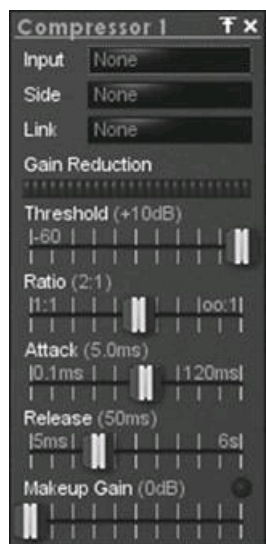 Compressor 1
Input None
Side None
Link None
Gain Reduction
Threshold (+10dB)
-60
Ratio (2:1)
1:1 oo:1
Attack (5.0ms)
0.1ms 120ms
Release (50ms)
5ms 6s
Makeup Gain (0dB)